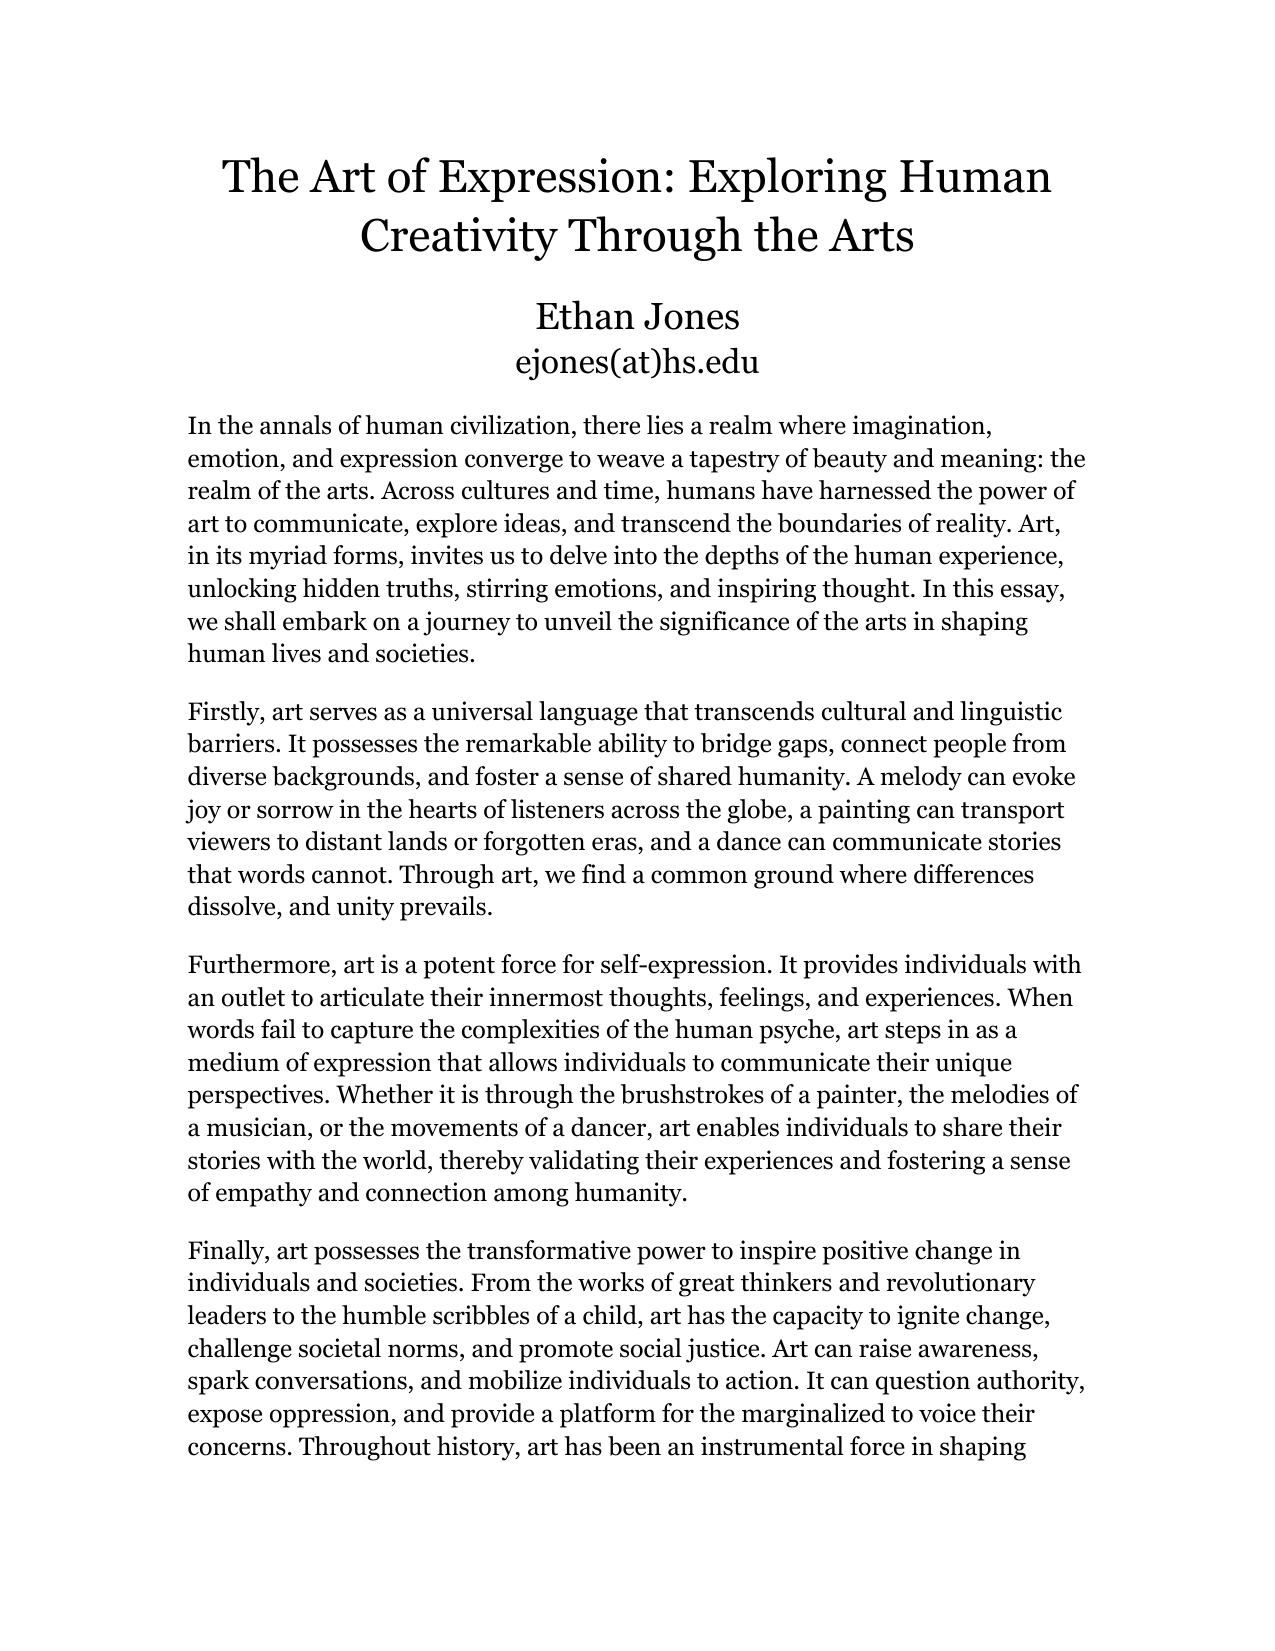 The Art of Expression: Exploring Human
Creativity Through the Arts
Ethan Jones
ejones(at)hs.edu
In the annals of human civilization, there lies a realm where imagination,
emotion, and expression converge to weave a tapestry of beauty and meaning: the
realm of the arts. Across cultures and time, humans have harnessed the power of
art to communicate, explore ideas, and transcend the boundaries of reality. Art,
in its myriad forms, invites us to delve into the depths of the human experience,
unlocking hidden truths, stirring emotions, and inspiring thought. In this essay,
we shall embark on a journey to unveil the significance of the arts in shaping
human lives and societies.
Firstly, art serves as a universal language that transcends cultural and linguistic
barriers. It possesses the remarkable ability to bridge gaps, connect people from
diverse backgrounds, and foster a sense of shared humanity. A melody can evoke
joy or sorrow in the hearts of listeners across the globe, a painting can transport
viewers to distant lands or forgotten eras, and a dance can communicate stories
that words cannot. Through art, we find a common ground where differences
dissolve, and unity prevails.
Furthermore, art is a potent force for self-expression. It provides individuals with
an outlet to articulate their innermost thoughts, feelings, and experiences. When
words fail to capture the complexities of the human psyche, art steps in as a
medium of expression that allows individuals to communicate their unique
perspectives. Whether it is through the brushstrokes of a painter, the melodies of
a musician, or the movements of a dancer, art enables individuals to share their
stories with the world, thereby validating their experiences and fostering a sense
of empathy and connection among humanity.
Finally, art possesses the transformative power to inspire positive change in
individuals and societies. From the works of great thinkers and revolutionary
leaders to the humble scribbles of a child, art has the capacity to ignite change,
challenge societal norms, and promote social justice. Art can raise awareness,
spark conversations, and mobilize individuals to action. It can question authority,
expose oppression, and provide a platform for the marginalized to voice their
concerns. Throughout history, art has been an instrumental force in shaping